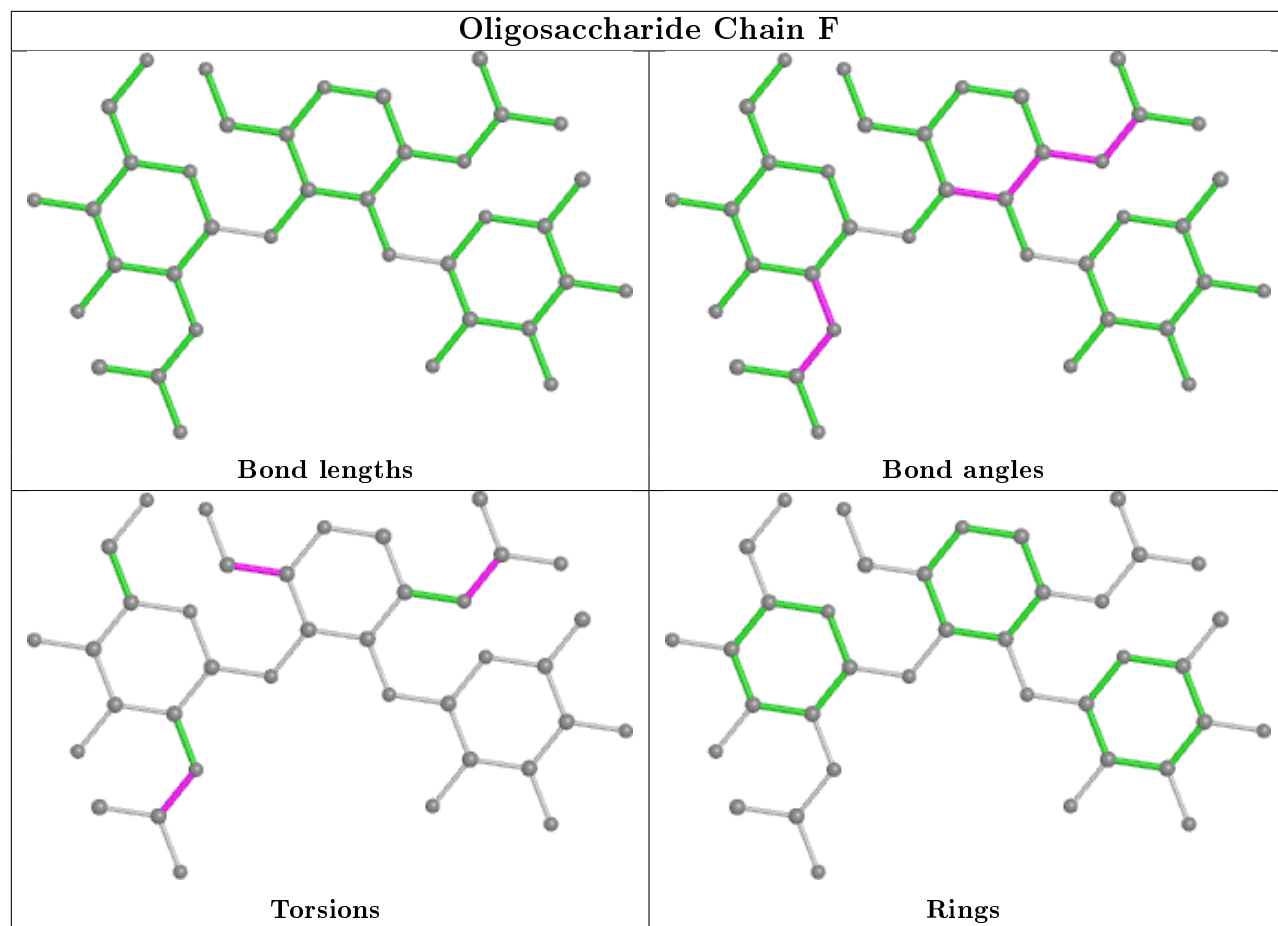 Oligosaccharide Chain F
Bond lengths
Bond angles
Torsions
Rings